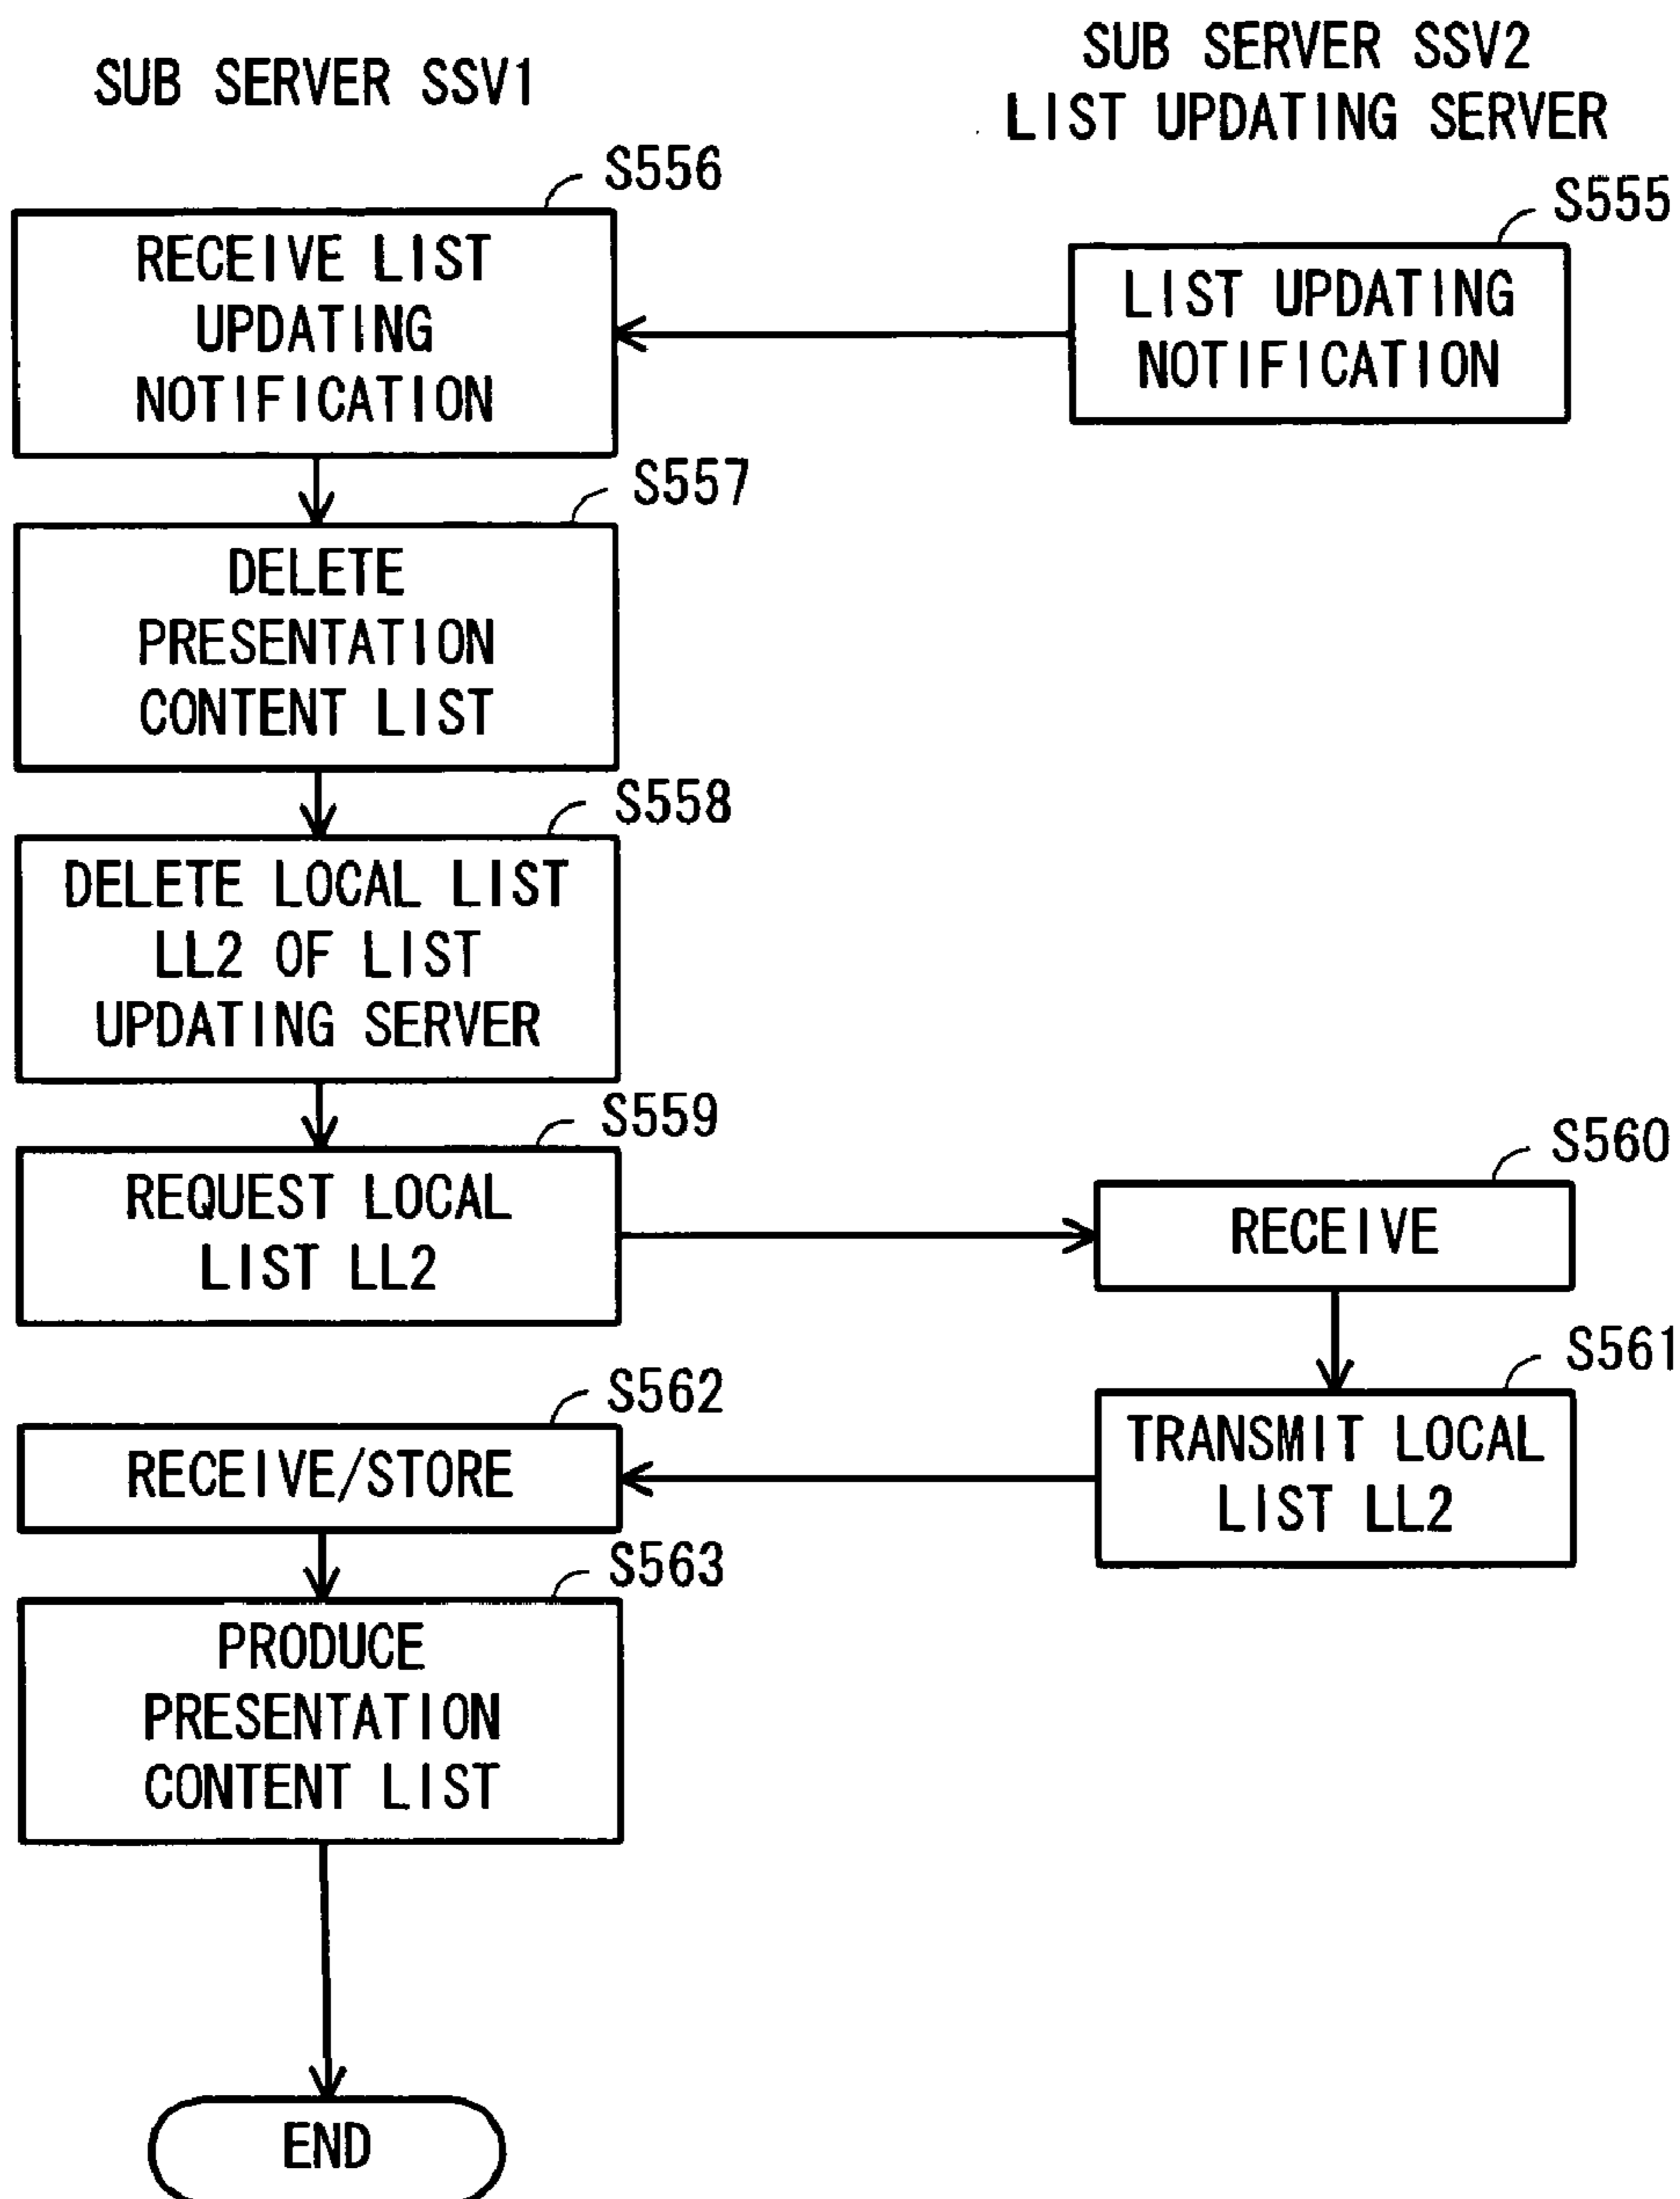 SUB SERVER SSV1
SUB SERVER SSV2
LIST UPDATING SERVER
S556
RECEIVE LIST
UPDATING
NOTIFICATION
S555
LIST UPDATING
NOTIFICATION
S557
DELETE
PRESENTATION
CONTENT LIST
S558
DELETE LOCAL LIST
LL2 OF LIST
UPDATING SERVER
S559
REQUEST LOCAL
LIST LL2
S560
RECEIVE
S561
TRANSMIT LOCAL
LIST LL2
S562
RECEIVE/STORE
S563
PRODUCE
PRESENTATION
CONTENT LIST
END